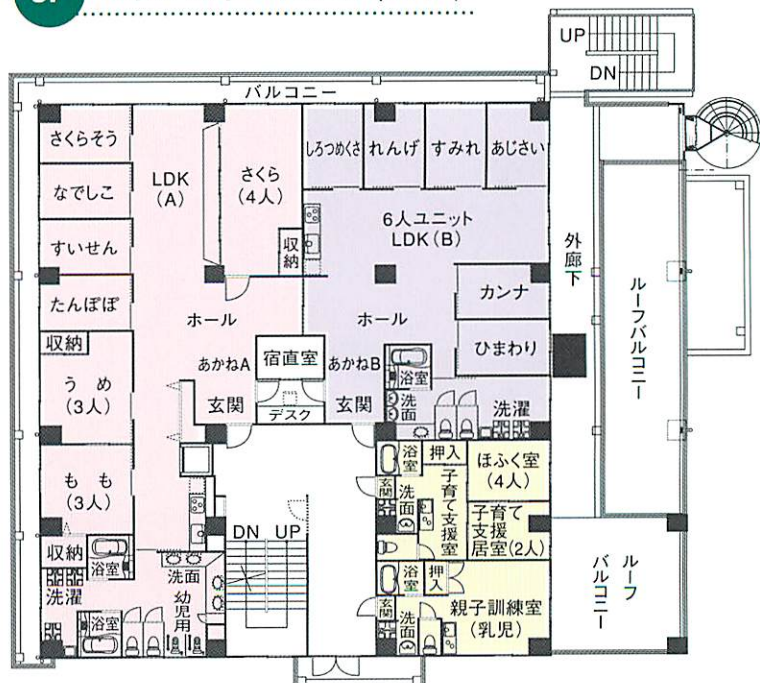 UP
DN
バルコニー
さくらそう
なでしこ
すいせん
たんぽぽ
収納
うめ
(3人)
もも
(3人)
収納
浴室
洗濯
浴室
洗面
幼児用
LDK
(A)
さくら
(4人)
収納
ホール
あかねA
玄関
宿直室
デスク
しろつめくさ
れんげ
すみれ
あじさい
6人ユニット
LDK(B)
カンナ
ひまわり
ホール
あかねB
玄関
浴室
洗面
洗濯
外廊下
ルーフバルコニー
DN UP
浴室
押入
玄関
洗面
子育て支援室
ほふく室
(4人)
子育て
支援
居室(2人)
浴室
押入
玄関
洗面
親子訓練室
(乳児)
ルーフ
バルコニー